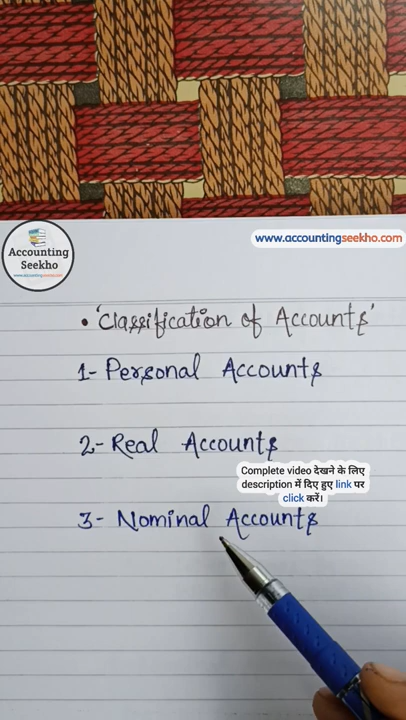 Accounting
Seekho
www.accountingseekho.com
www.accountingseekho.com
• 'Classification of Accounts'
1- Personal Accounts
2- Real Accounts
Complete video देखने के लिए
description में दिए हुए link पर
click करें।
3- Nominal Accounts